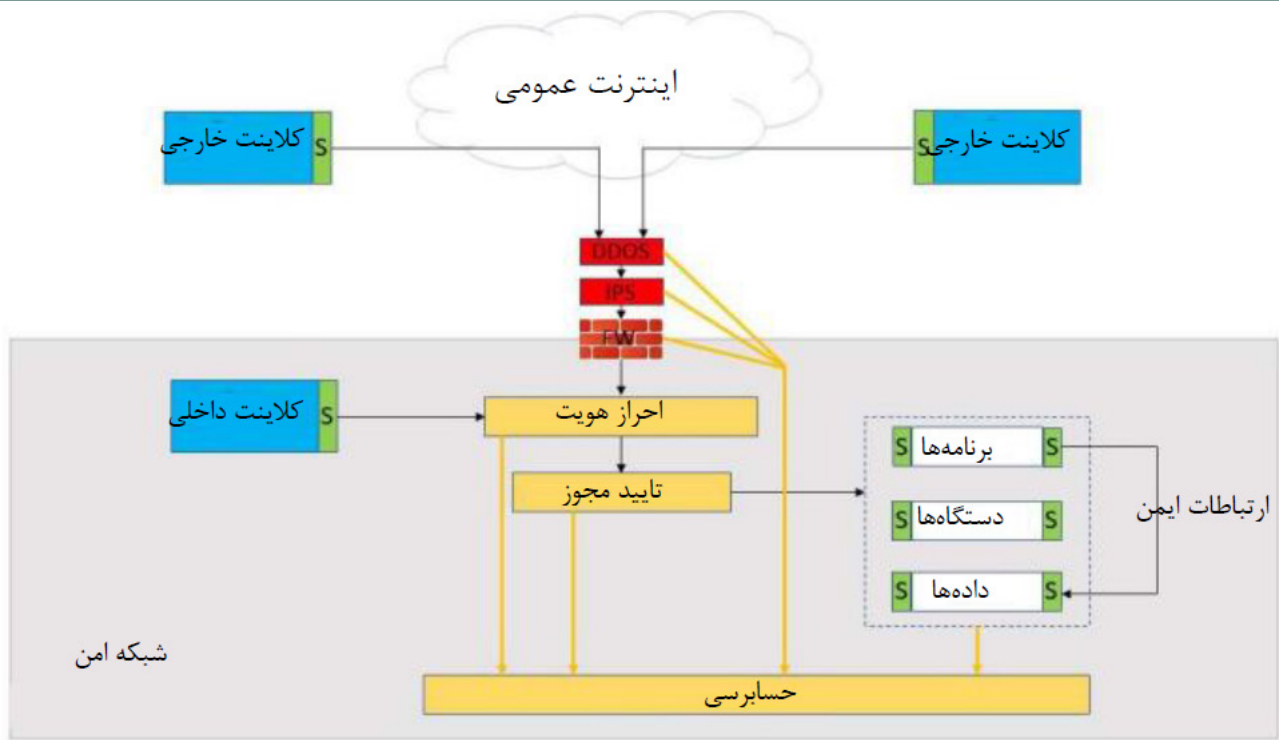 اینترنت عمومی
کلاینت خارجی S
S کلاینت خارجی
DDOS
IPS
FW
کلاینت داخلی S
احراز هویت
تایید مجوز
S برنامه‌ها S
S دستگاه‌ها S
S داده‌ها S
ارتباطات ایمن
شبکه امن
حسابرسی